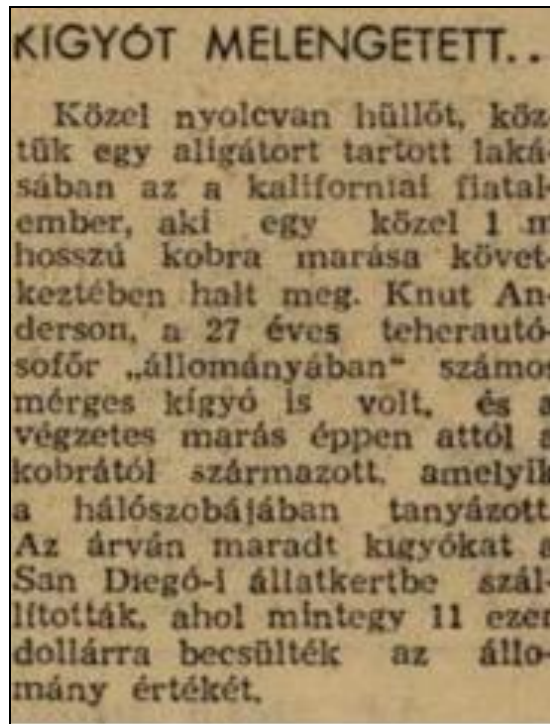 KIGYÓT MELENGETETT..
Közel nyolcvan hüllőt, köz-
tük egy aligátort tartott laká-
sában az a kaliforniai fiatal-
ember, aki egy közel 1 m
hosszú kobra marása követ-
keztében halt meg. Knut An-
derson, a 27 éves teherautó-
sofőr „állományában“ számos
mérges kígyó is volt, és a
végzetes marás éppen attól a
kobrától származott, amelyik
a hálószobájában tanyázott.
Az árván maradt kígyókat a
San Diegó-i állatkertbe szál-
lították, ahol mintegy 11 ezer
dollárra becsülték az állo-
mány értékét.